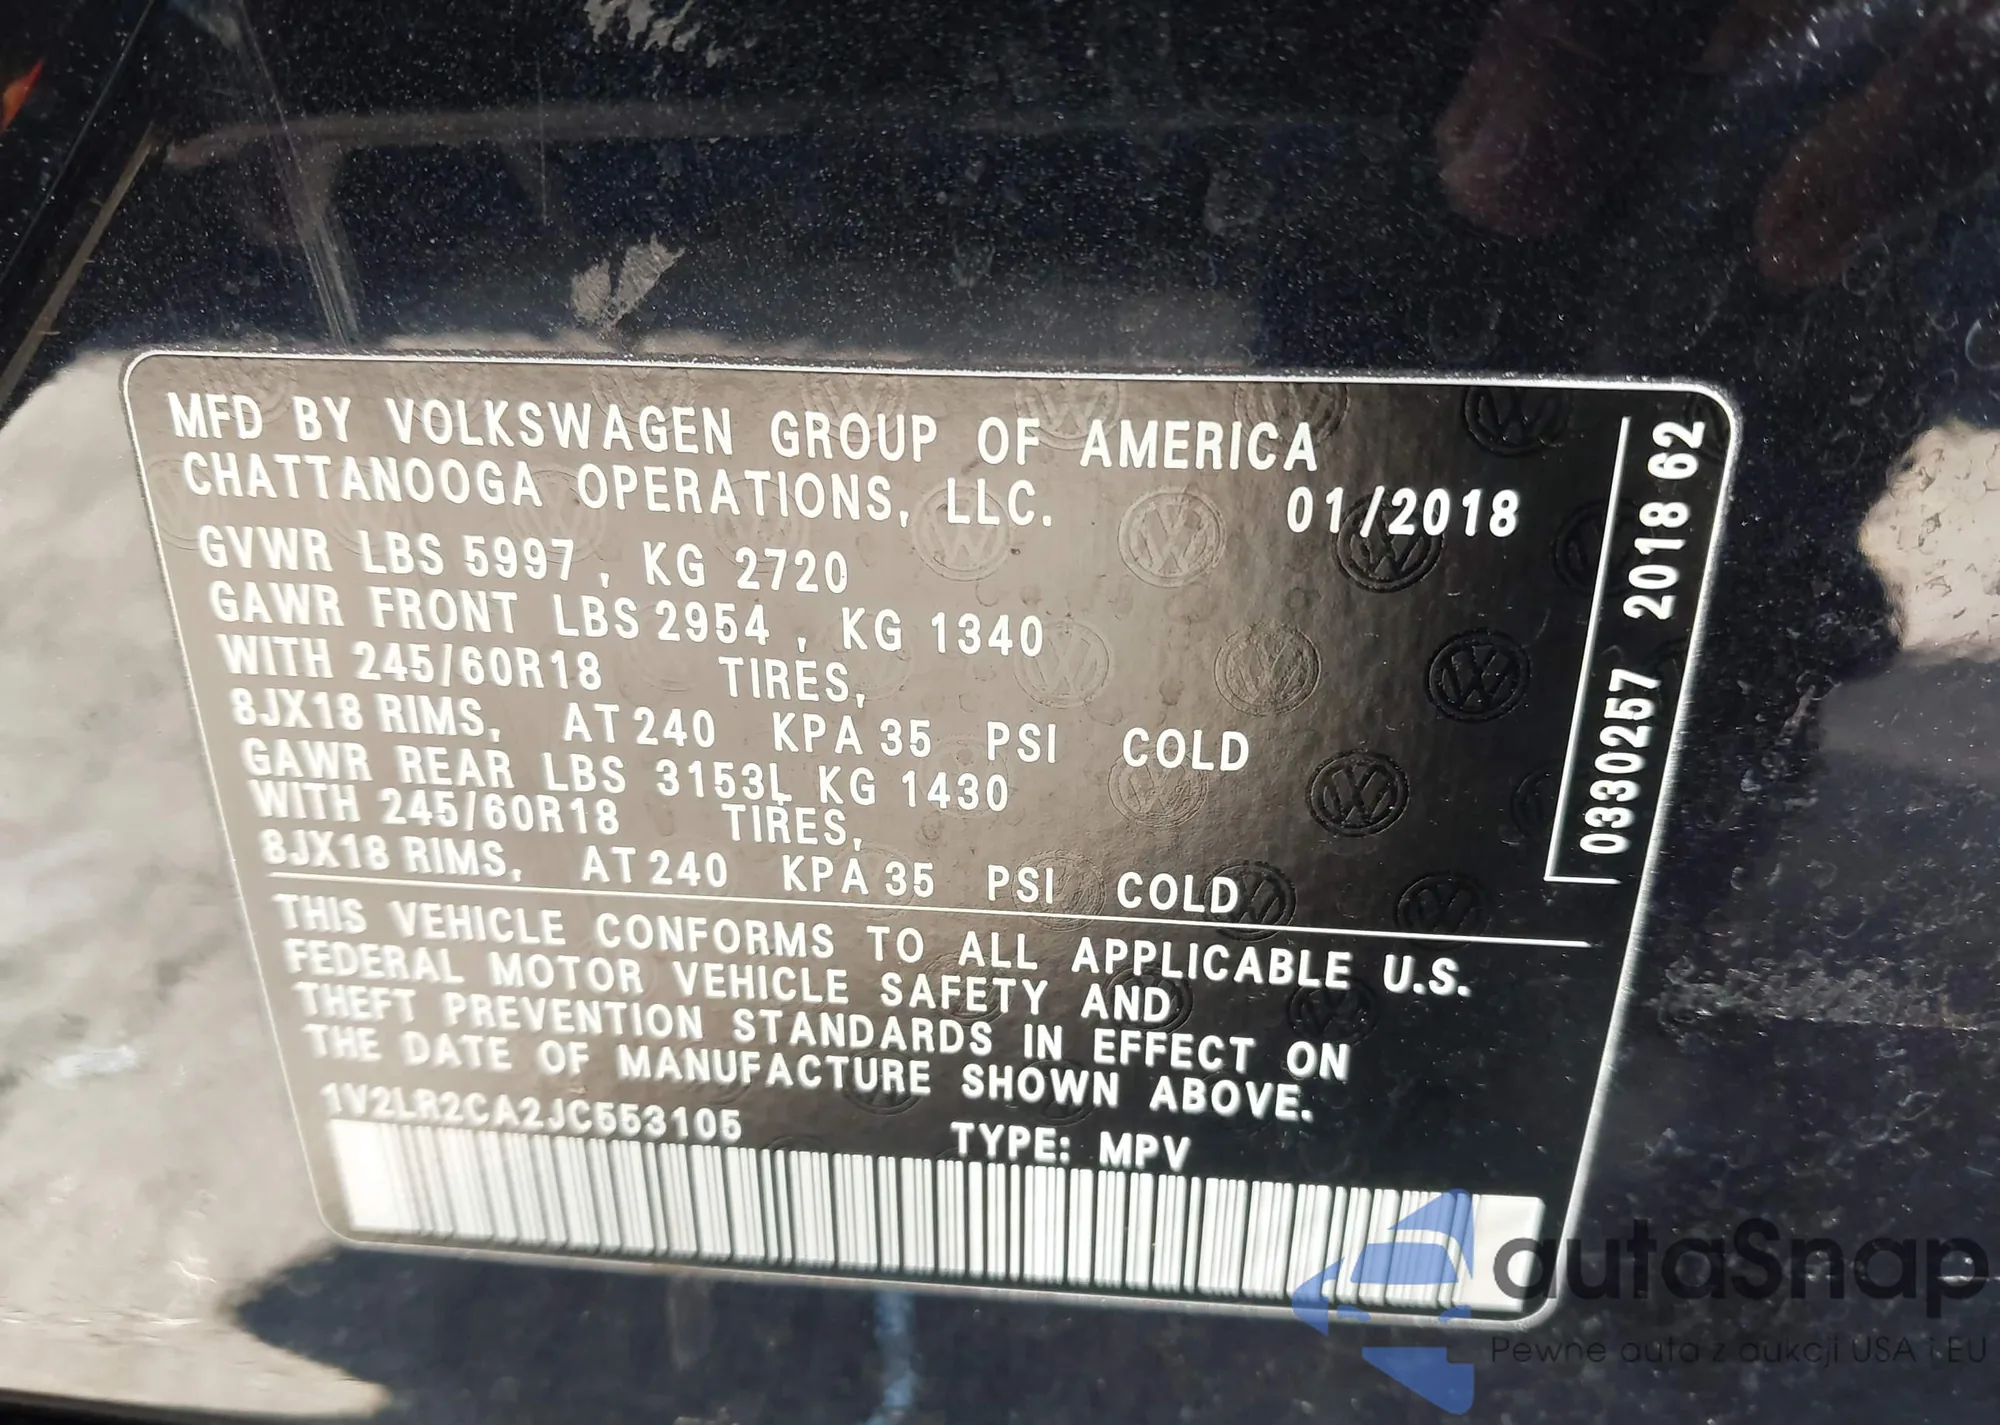 MFD BY VOLKSWAGEN GROUP OF AMERICA
CHATTANOOGA OPERATIONS, LLC. 01/2018
GVWR LBS 5997, KG 2720
GAWR FRONT LBS 2954, KG 1340
WITH 245/60R18 TIRES,
8JX18 RIMS, AT 240 KPA 35 PSI COLD
GAWR REAR LBS 3153L KG 1430
WITH 245/60R18 TIRES,
8JX18 RIMS, AT 240 KPA 35 PSI COLD
THIS VEHICLE CONFORMS TO ALL APPLICABLE U.S.
FEDERAL MOTOR VEHICLE SAFETY AND
THEFT PREVENTION STANDARDS IN EFFECT ON
THE DATE OF MANUFACTURE SHOWN ABOVE.
1V2LR2CA2JC553105 TYPE: MPV
0330257 2018 62
autaSnap
Pewne auta z aukcji USA i EU